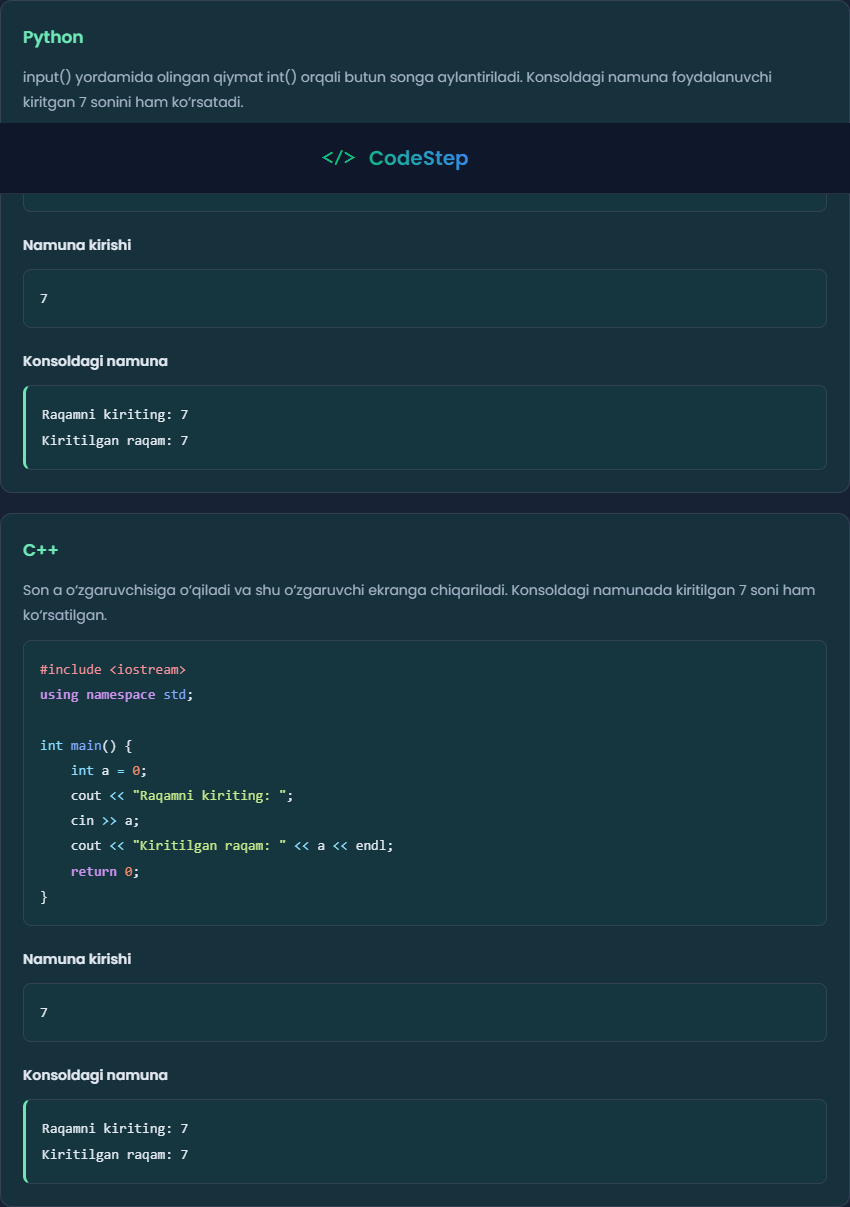 Python
input() yordamida olingan qiymat int() orqali butun songa aylantiriladi. Konsoldagi namuna foydalanuvchi
kiritgan 7 sonini ham ko‘rsatadi.
</> CodeStep
Namuna kirishi
7
Konsoldagi namuna
Raqamni kiriting: 7
Kiritilgan raqam: 7
C++
Son a o‘zgaruvchisiga o‘qiladi va shu o‘zgaruvchi ekranga chiqariladi. Konsoldagi namunada kiritilgan 7 soni ham
ko‘rsatilgan.
#include <iostream>
using namespace std;
int main() {
    int a = 0;
    cout << "Raqamni kiriting: ";
    cin >> a;
    cout << "Kiritilgan raqam: " << a << endl;
    return 0;
}
Namuna kirishi
7
Konsoldagi namuna
Raqamni kiriting: 7
Kiritilgan raqam: 7